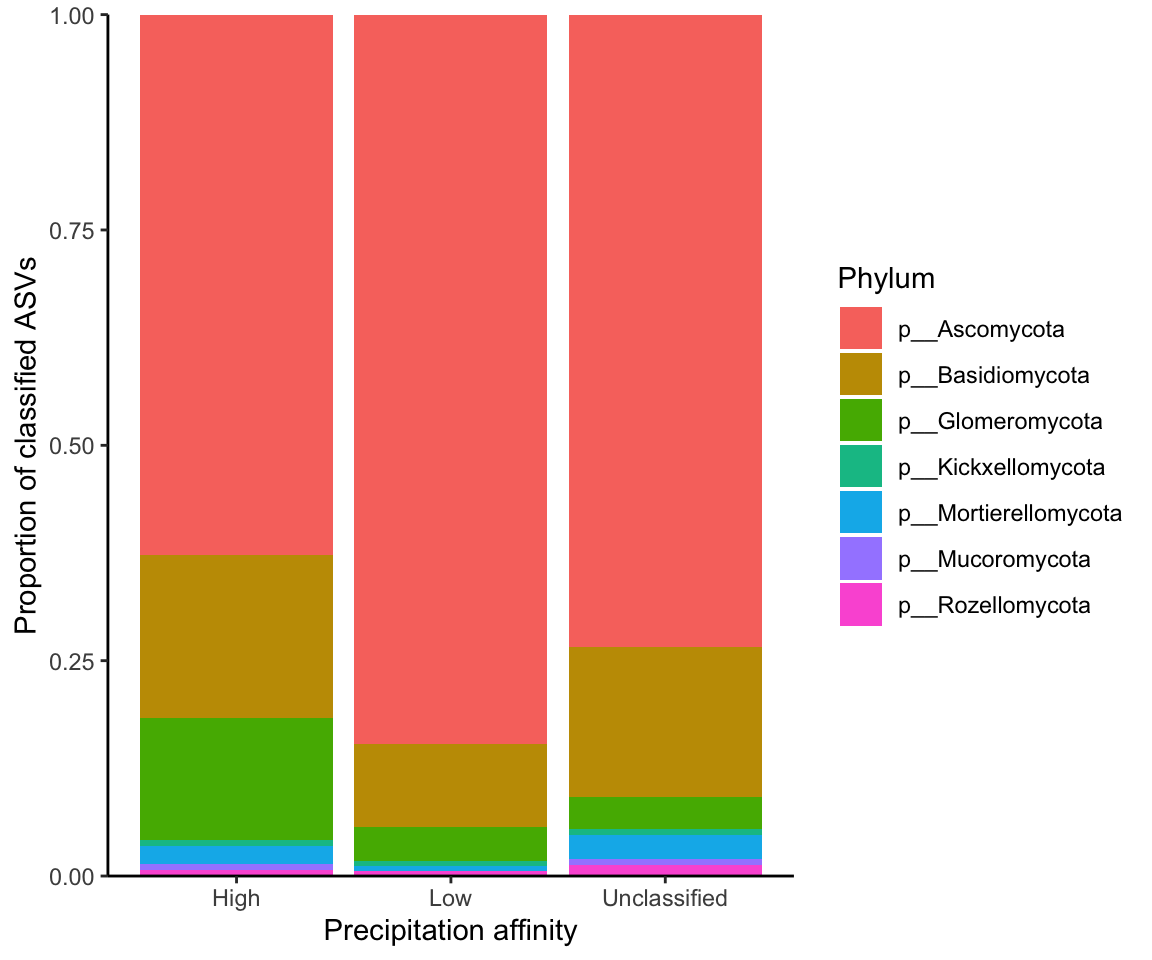 1.00
0.75
0.50
0.25
0.00
Proportion of classified ASVs
High
Low
Unclassified
Precipitation affinity
Phylum
p__Ascomycota
p__Basidiomycota
p__Glomeromycota
p__Kickxellomycota
p__Mortierellomycota
p__Mucoromycota
p__Rozellomycota